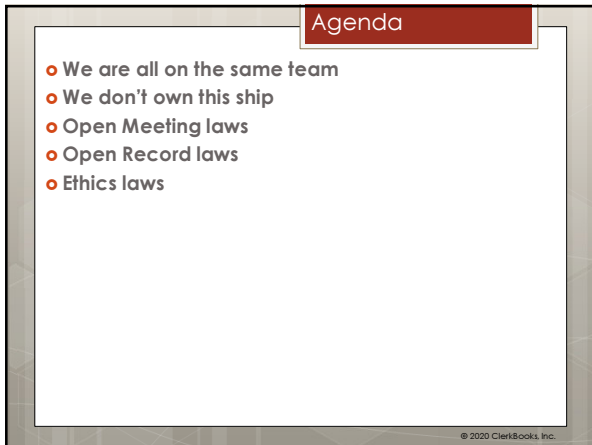 Agenda
We are all on the same team
We don't own this ship
Open Meeting laws
Open Record laws
Ethics laws
© 2020 ClerkBooks, Inc.